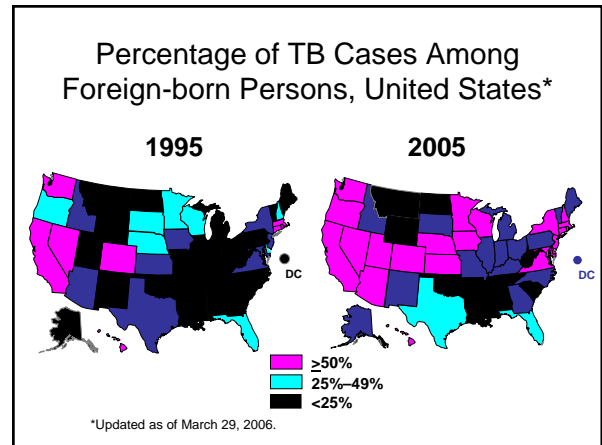 Percentage of TB Cases Among
Foreign-born Persons, United States*
1995
2005
DC
DC
≥50%
25%–49%
<25%
*Updated as of March 29, 2006.